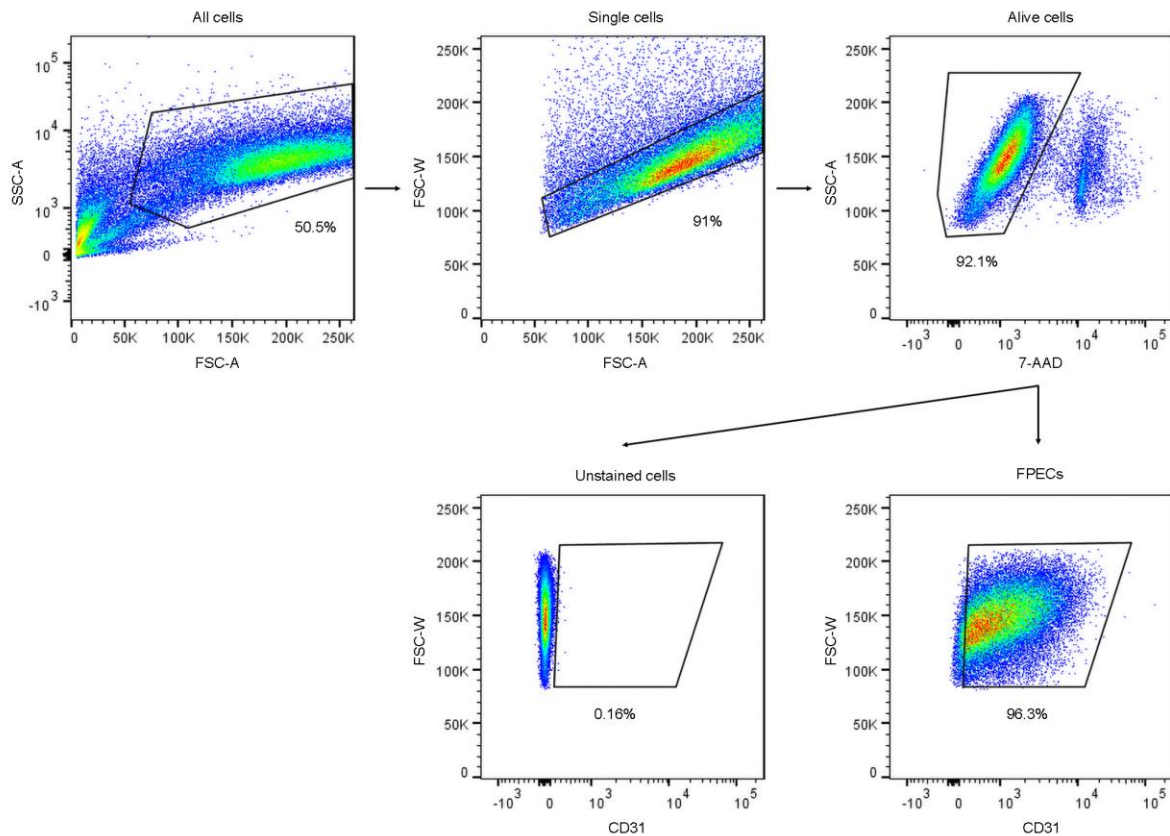 All cells
Single cells
Alive cells
10^5
10^4
10^3
0
-10^3
SSC-A
50.5%
0
50K
100K
150K
200K
250K
FSC-A
250K
200K
150K
100K
50K
0
FSC-W
91%
0
50K
100K
150K
200K
250K
FSC-A
250K
200K
150K
100K
50K
0
SSC-A
92.1%
-10^3
0
10^3
10^4
10^5
7-AAD
Unstained cells
FPECs
250K
200K
150K
100K
50K
0
FSC-W
0.16%
-10^3
0
10^3
10^4
10^5
CD31
250K
200K
150K
100K
50K
0
FSC-W
96.3%
-10^3
0
10^3
10^4
10^5
CD31